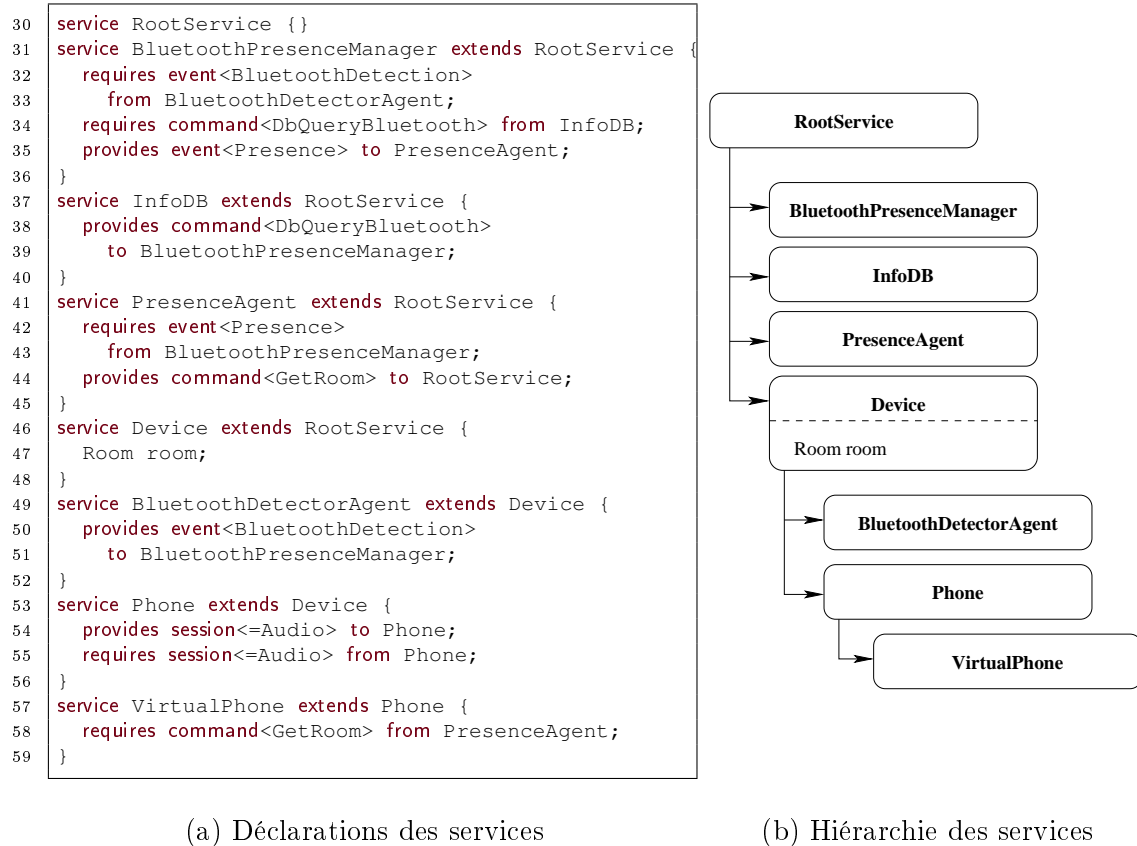 30 service RootService {}
31 service BluetoothPresenceManager extends RootService {
32 requires event<BluetoothDetection>
33 from BluetoothDetectorAgent;
34 requires command<DbQueryBluetooth> from InfoDB;
35 provides event<Presence> to PresenceAgent;
36 }
37 service InfoDB extends RootService {
38 provides command<DbQueryBluetooth>
39 to BluetoothPresenceManager;
40 }
41 service PresenceAgent extends RootService {
42 requires event<Presence>
43 from BluetoothPresenceManager;
44 provides command<GetRoom> to RootService;
45 }
46 service Device extends RootService {
47 Room room;
48 }
49 service BluetoothDetectorAgent extends Device {
50 provides event<BluetoothDetection>
51 to BluetoothPresenceManager;
52 }
53 service Phone extends Device {
54 provides session<=Audio> to Phone;
55 requires session<=Audio> from Phone;
56 }
57 service VirtualPhone extends Phone {
58 requires command<GetRoom> from PresenceAgent;
59 }
(a) Déclarations des services
RootService
BluetoothPresenceManager
InfoDB
PresenceAgent
Device
Room room
BluetoothDetectorAgent
Phone
VirtualPhone
(b) Hiérarchie des services